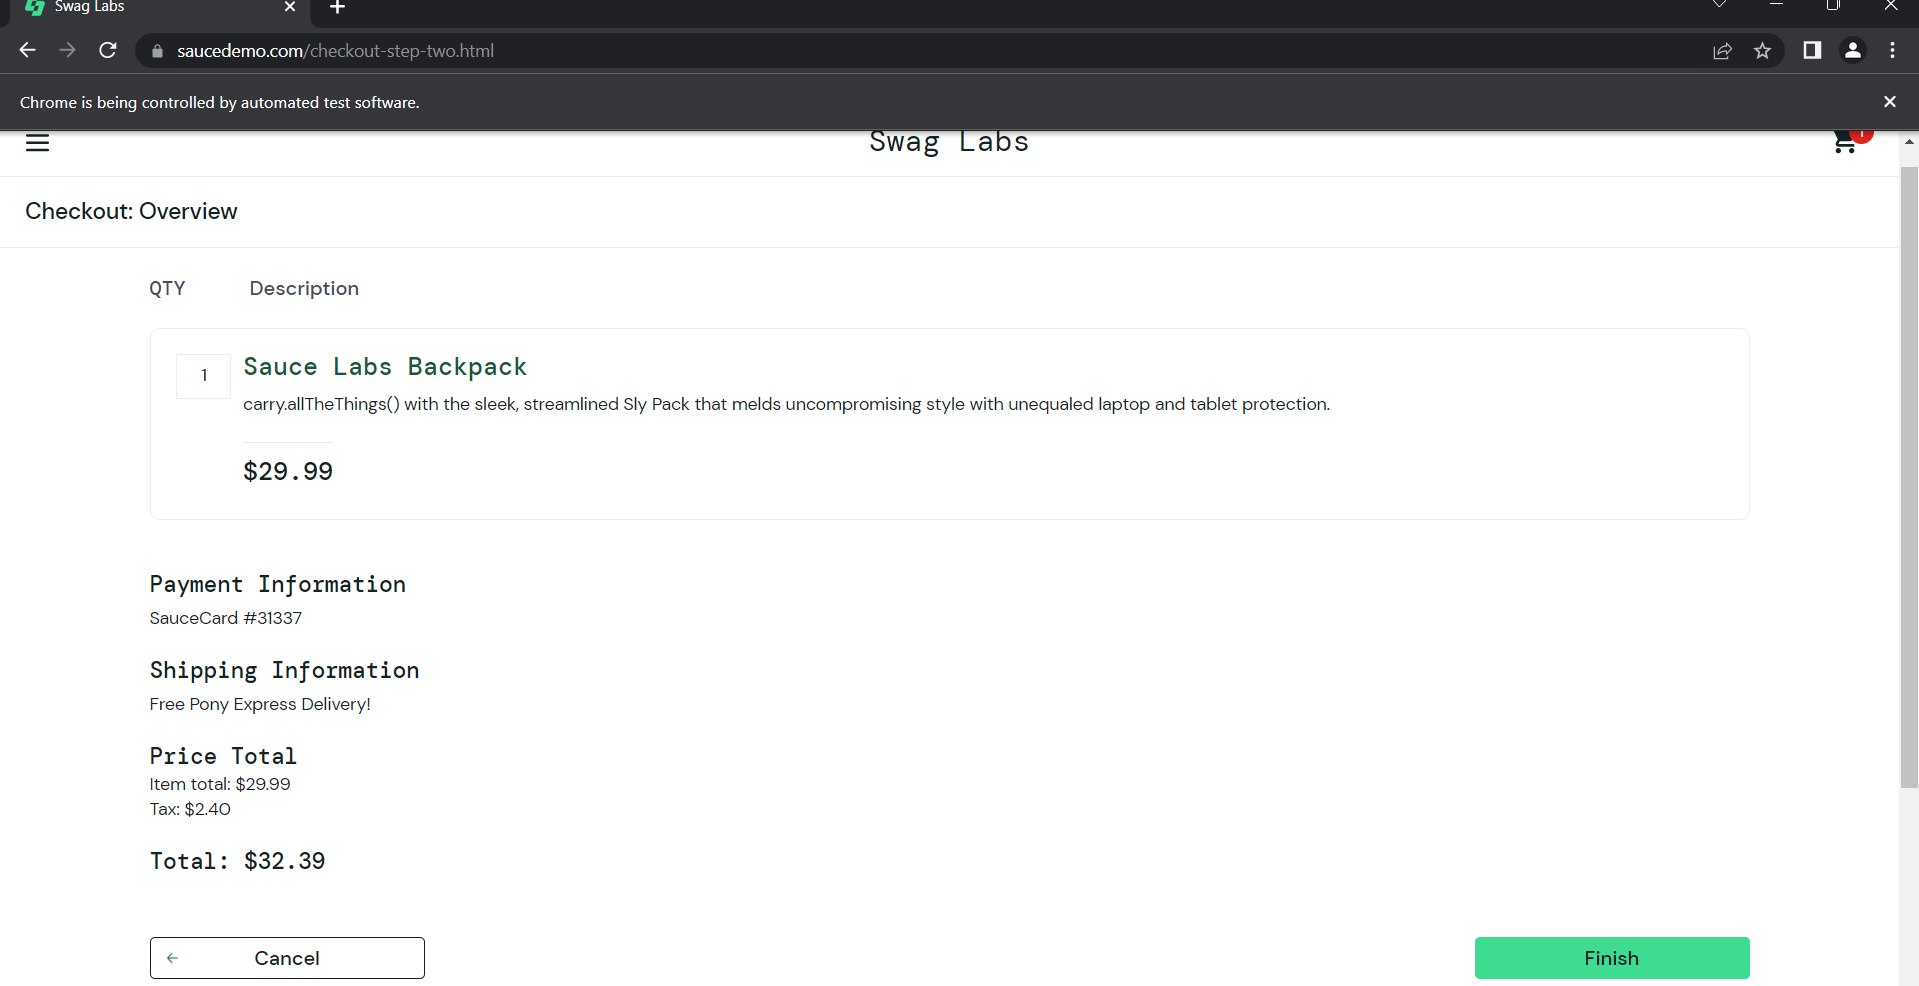 Swag Labs
saucedemo.com/checkout-step-two.html
Chrome is being controlled by automated test software.
Swag Labs
1
Checkout: Overview
QTY Description
1 Sauce Labs Backpack
carry.allTheThings() with the sleek, streamlined Sly Pack that melds uncompromising style with unequaled laptop and tablet protection.
$29.99
Payment Information
SauceCard #31337
Shipping Information
Free Pony Express Delivery!
Price Total
Item total: $29.99
Tax: $2.40
Total: $32.39
Cancel
Finish